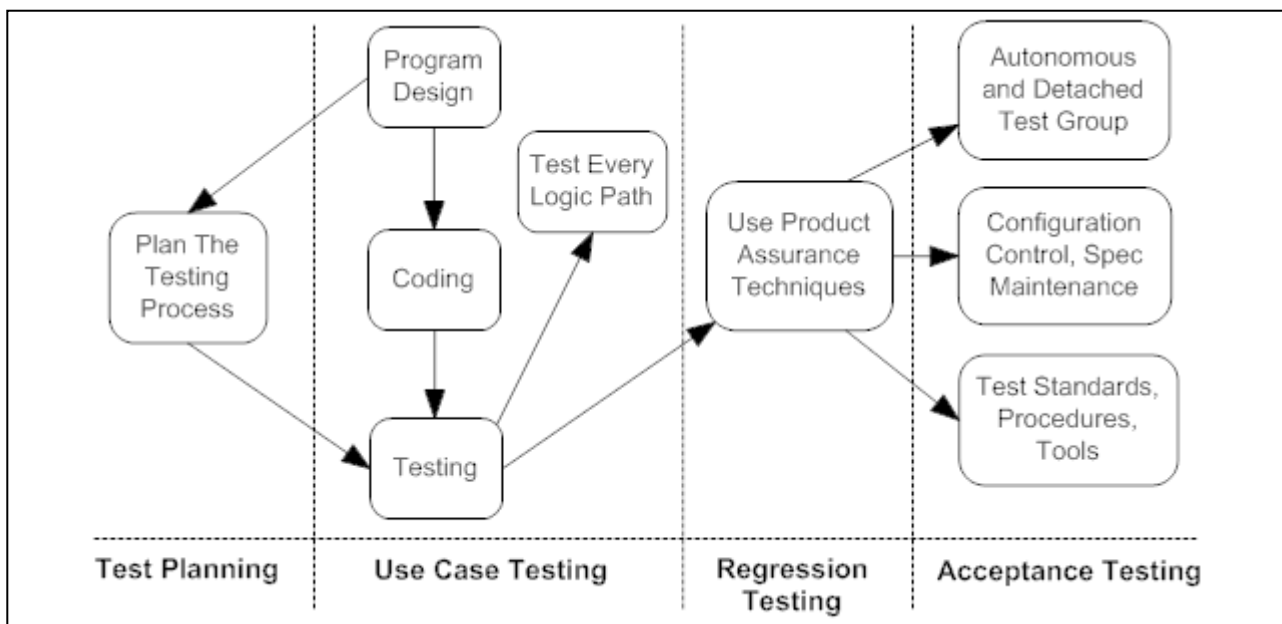 Program
Design
Test Every
Logic Path
Plan The
Testing
Process
Coding
Testing
Use Product
Assurance
Techniques
Autonomous
and Detached
Test Group
Configuration
Control, Spec
Maintenance
Test Standards,
Procedures,
Tools
Test Planning
Use Case Testing
Regression
Testing
Acceptance Testing